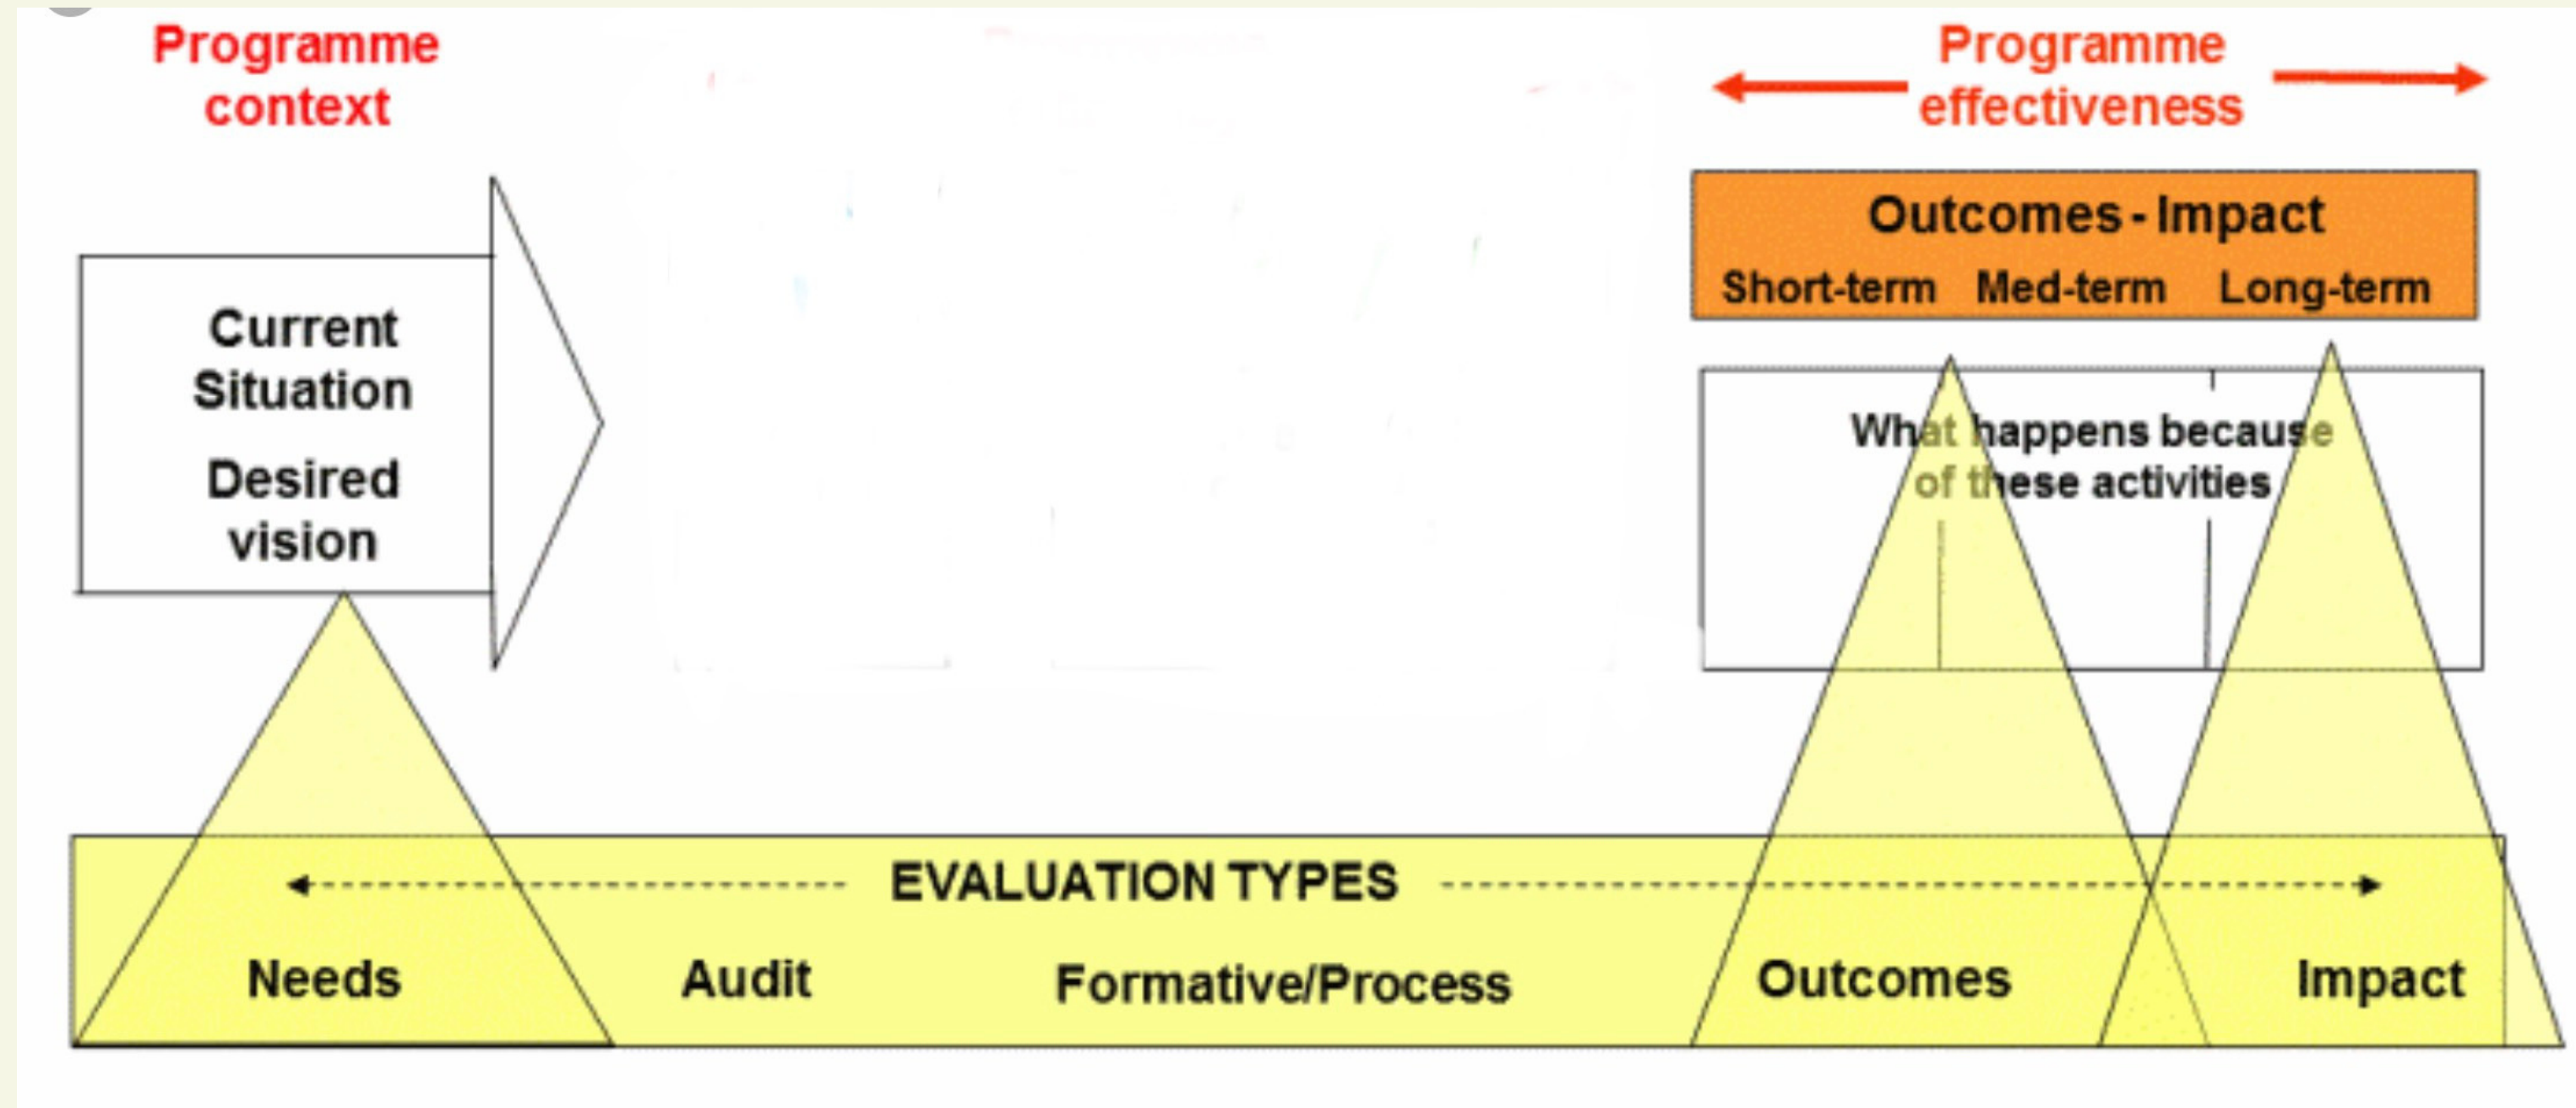 Programme
context
Programme
effectiveness
Outcomes - Impact
Short-term Med-term Long-term
Current
Situation
Desired
vision
What happens because
of these activities
EVALUATION TYPES
Needs Audit Formative/Process Outcomes Impact